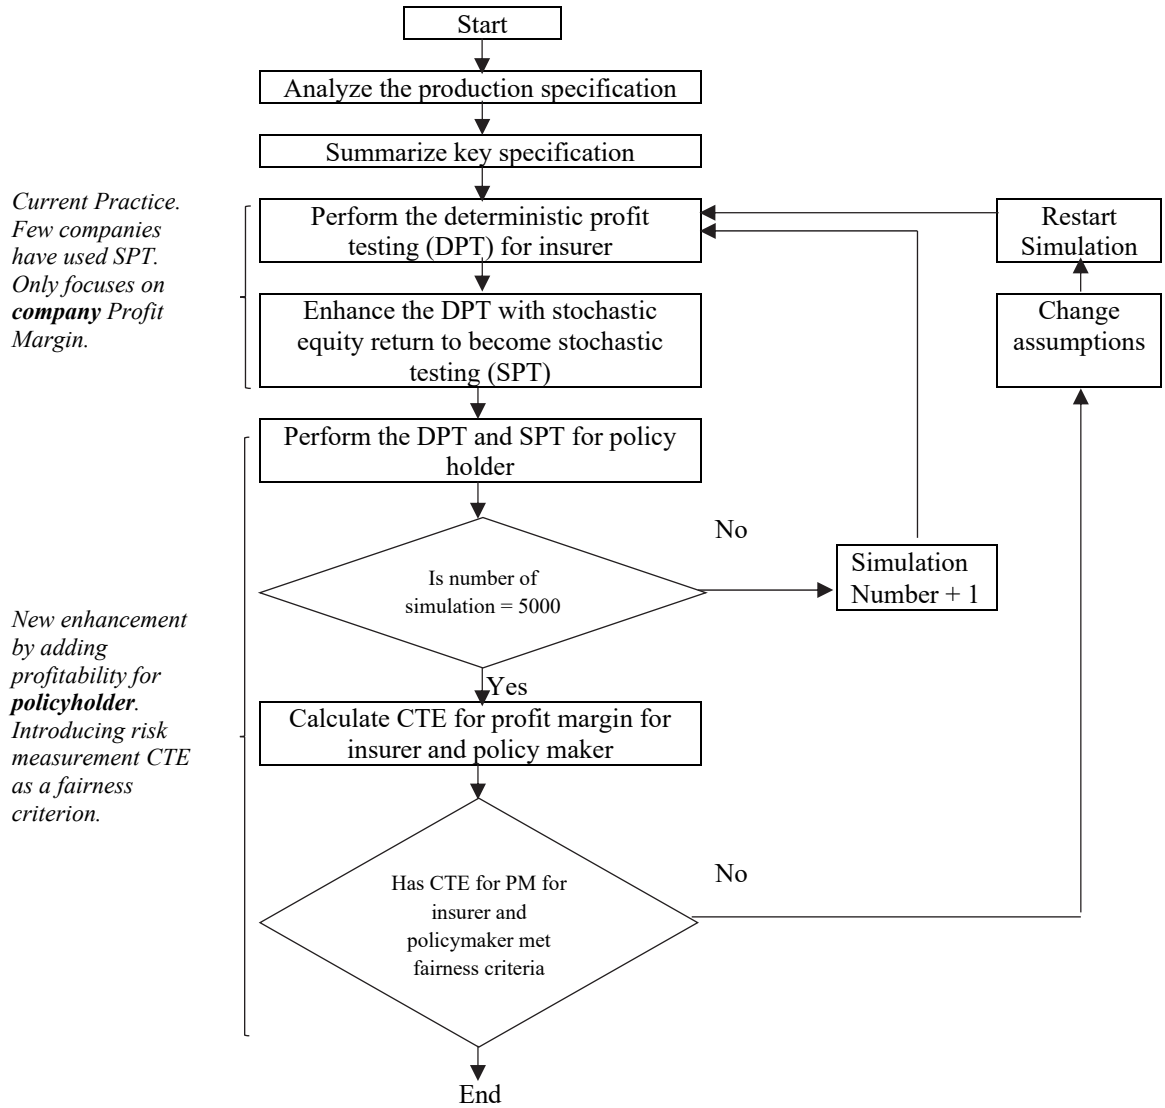 Start
Analyze the production specification
Summarize key specification
Current Practice.
Few companies
have used SPT.
Only focuses on
company Profit
Margin.
Perform the deterministic profit
testing (DPT) for insurer
Restart
Simulation
Enhance the DPT with stochastic
equity return to become stochastic
testing (SPT)
Change
assumptions
Perform the DPT and SPT for policy
holder
No
Is number of
simulation = 5000
Simulation
Number + 1
New enhancement
by adding
profitability for
policyholder.
Introducing risk
measurement CTE
as a fairness
criterion.
Yes
Calculate CTE for profit margin for
insurer and policy maker
No
Has CTE for PM for
insurer and
policymaker met
fairness criteria
End